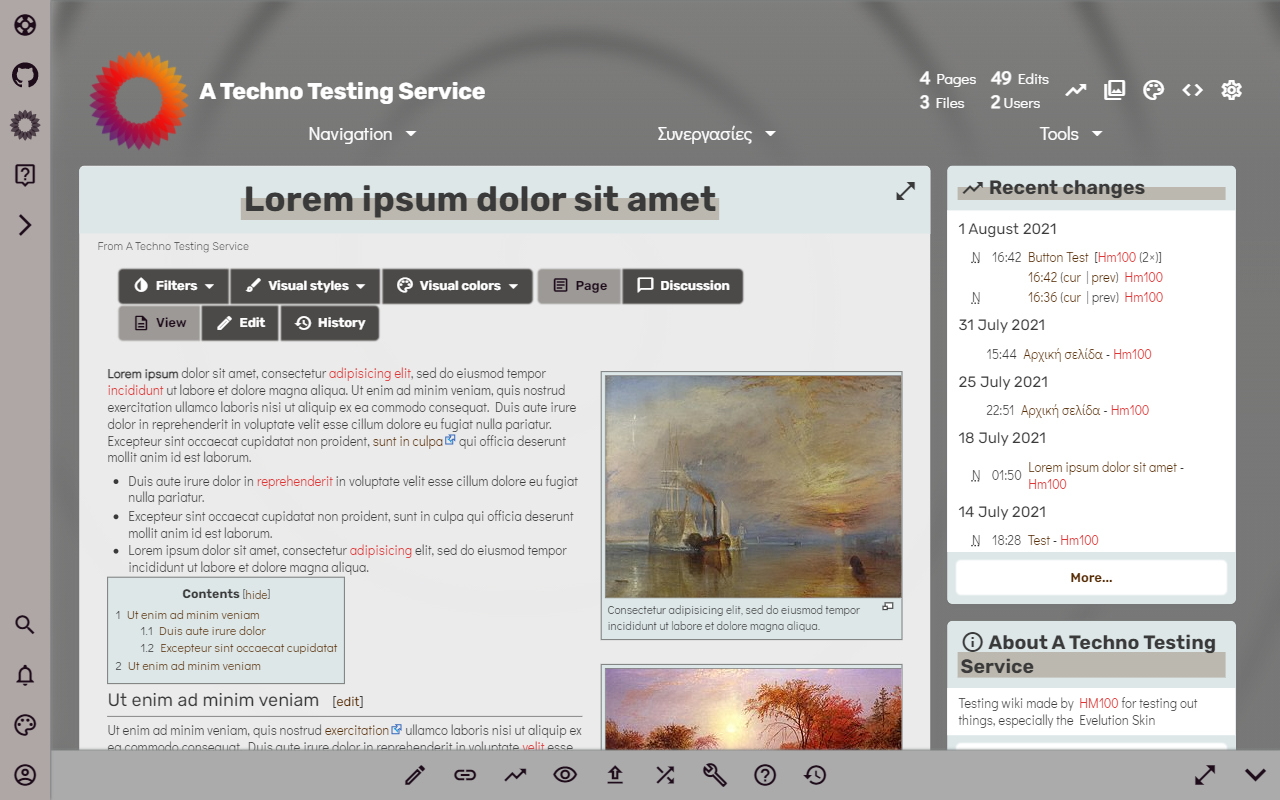 A Techno Testing Service
4 Pages 49 Edits
3 Files 2 Users
Navigation Συνεργασίες Tools
Lorem ipsum dolor sit amet
From A Techno Testing Service
Filters Visual styles Visual colors Page Discussion
View Edit History
Lorem ipsum dolor sit amet, consectetur adipisicing elit, sed do eiusmod tempor
incididunt ut labore et dolore magna aliqua. Ut enim ad minim veniam, quis nostrud
exercitation ullamco laboris nisi ut aliquip ex ea commodo consequat. Duis aute irure
dolor in reprehenderit in voluptate velit esse cillum dolore eu fugiat nulla pariatur.
Excepteur sint occaecat cupidatat non proident, sunt in culpa qui officia deserunt
mollit anim id est laborum.
Duis aute irure dolor in reprehenderit in voluptate velit esse cillum dolore eu fugiat
nulla pariatur.
Excepteur sint occaecat cupidatat non proident, sunt in culpa qui officia deserunt
mollit anim id est laborum.
Lorem ipsum dolor sit amet, consectetur adipisicing elit, sed do eiusmod tempor
incididunt ut labore et dolore magna aliqua.
Contents [hide]
1 Ut enim ad minim veniam
1.1 Duis aute irure dolor
1.2 Excepteur sint occaecat cupidatat
2 Ut enim ad minim veniam
Ut enim ad minim veniam [edit]
Ut enim ad minim veniam, quis nostrud exercitation ullamco laboris nisi ut aliquip ex
ea commodo consequat. Duis aute irure dolor in reprehenderit in voluptate velit esse
Consectetur adipisicing elit, sed do eiusmod tempor
incididunt ut labore et dolore magna aliqua.
Recent changes
1 August 2021
N 16:42 Button Test [Hm100 (2×)]
16:42 (cur | prev) Hm100
N 16:36 (cur | prev) Hm100
31 July 2021
15:44 Αρχική σελίδα - Hm100
25 July 2021
22:51 Αρχική σελίδα - Hm100
18 July 2021
N 01:50 Lorem ipsum dolor sit amet -
Hm100
14 July 2021
N 18:28 Test - Hm100
More...
About A Techno Testing
Service
Testing wiki made by HM100 for testing out
things, especially the Evelution Skin